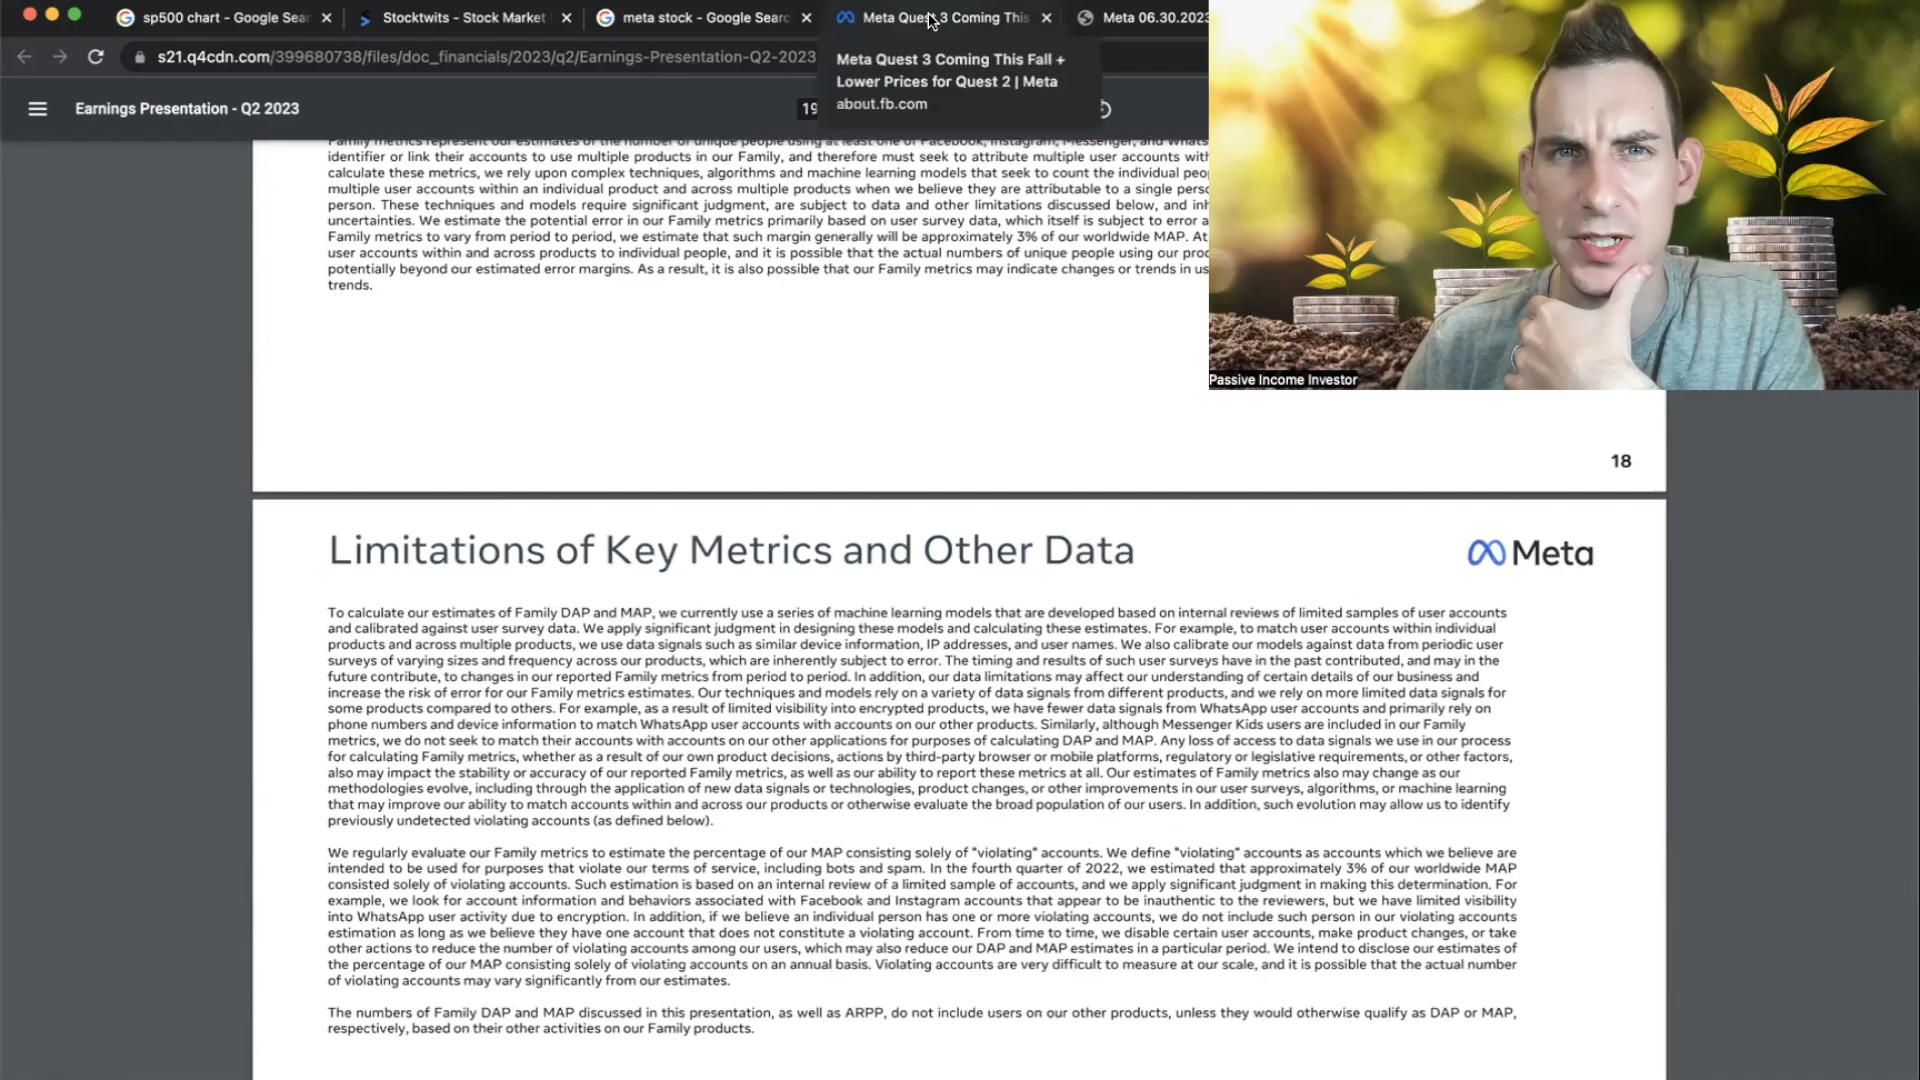 sp500 chart - Google Sear
Stocktwits - Stock Market
meta stock - Google Searc
Meta Quest 3 Coming This
Meta 06.30.2023
s21.q4cdn.com/399680738/files/doc_financials/2023/q2/Earnings-Presentation-Q2-2023
Meta Quest 3 Coming This Fall +
Lower Prices for Quest 2 | Meta
about.fb.com
Earnings Presentation - Q2 2023
19
Family metrics represent our estimates of the number of unique people using at least one of Facebook, Instagram, Messenger, and Whats
identifier or link their accounts to use multiple products in our Family, and therefore must seek to attribute multiple user accounts with
calculate these metrics, we rely upon complex techniques, algorithms and machine learning models that seek to count the individual peo
multiple user accounts within an individual product and across multiple products when we believe they are attributable to a single perso
person. These techniques and models require significant judgment, are subject to data and other limitations discussed below, and inh
uncertainties. We estimate the potential error in our Family metrics primarily based on user survey data, which itself is subject to error a
Family metrics to vary from period to period, we estimate that such margin generally will be approximately 3% of our worldwide MAP. At
user accounts within and across products to individual people, and it is possible that the actual numbers of unique people using our proc
potentially beyond our estimated error margins. As a result, it is also possible that our Family metrics may indicate changes or trends in us
trends.
Passive Income Investor
18
Limitations of Key Metrics and Other Data
Meta
To calculate our estimates of Family DAP and MAP, we currently use a series of machine learning models that are developed based on internal reviews of limited samples of user accounts
and calibrated against user survey data. We apply significant judgment in designing these models and calculating these estimates. For example, to match user accounts within individual
products and across multiple products, we use data signals such as similar device information, IP addresses, and user names. We also calibrate our models against data from periodic user
surveys of varying sizes and frequency across our products, which are inherently subject to error. The timing and results of such user surveys have in the past contributed, and may in the
future contribute, to changes in our reported Family metrics from period to period. In addition, our data limitations may affect our understanding of certain details of our business and
increase the risk of error for our Family metrics estimates. Our techniques and models rely on a variety of data signals from different products, and we rely on more limited data signals for
some products compared to others. For example, as a result of limited visibility into encrypted products, we have fewer data signals from WhatsApp user accounts and primarily rely on
phone numbers and device information to match WhatsApp user accounts with accounts on our other products. Similarly, although Messenger Kids users are included in our Family
metrics, we do not seek to match their accounts with accounts on our other applications for purposes of calculating DAP and MAP. Any loss of access to data signals we use in our process
for calculating Family metrics, whether as a result of our own product decisions, actions by third-party browser or mobile platforms, regulatory or legislative requirements, or other factors,
also may impact the stability or accuracy of our reported Family metrics, as well as our ability to report these metrics at all. Our estimates of Family metrics also may change as our
methodologies evolve, including through the application of new data signals or technologies, product changes, or other improvements in our user surveys, algorithms, or machine learning
that may improve our ability to match accounts within and across our products or otherwise evaluate the broad population of our users. In addition, such evolution may allow us to identify
previously undetected violating accounts (as defined below).
We regularly evaluate our Family metrics to estimate the percentage of our MAP consisting solely of "violating" accounts. We define "violating" accounts as accounts which we believe are
intended to be used for purposes that violate our terms of service, including bots and spam. In the fourth quarter of 2022, we estimated that approximately 3% of our worldwide MAP
consisted solely of violating accounts. Such estimation is based on an internal review of a limited sample of accounts, and we apply significant judgment in making this determination. For
example, we look for account information and behaviors associated with Facebook and Instagram accounts that appear to be inauthentic to the reviewers, but we have limited visibility
into WhatsApp user activity due to encryption. In addition, if we believe an individual person has one or more violating accounts, we do not include such person in our violating accounts
estimation as long as we believe they have one account that does not constitute a violating account. From time to time, we disable certain user accounts, make product changes, or take
other actions to reduce the number of violating accounts among our users, which may also reduce our DAP and MAP estimates in a particular period. We intend to disclose our estimates of
the percentage of our MAP consisting solely of violating accounts on an annual basis. Violating accounts are very difficult to measure at our scale, and it is possible that the actual number
of violating accounts may vary significantly from our estimates.
The numbers of Family DAP and MAP discussed in this presentation, as well as ARPP, do not include users on our other products, unless they would otherwise qualify as DAP or MAP,
respectively, based on their other activities on our Family products.